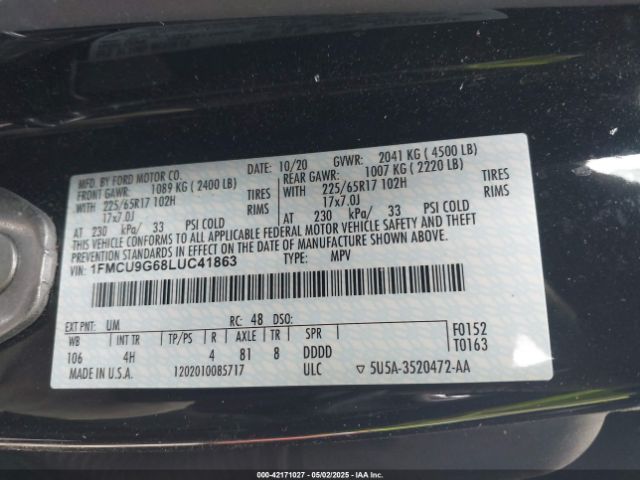 MFD. BY FORD MOTOR CO. DATE: 10/20 GVWR: 2041 KG ( 4500 LB)
FRONT GAWR: 1089 KG ( 2400 LB) REAR GAWR: 1007 KG ( 2220 LB)
WITH 225/65R17 102H TIRES WITH 225/65R17 102H TIRES
17x7.0J RIMS 17x7.0J RIMS
AT 230 kPa/ 33 PSI COLD AT 230 kPa/ 33 PSI COLD
THIS VEHICLE CONFORMS TO ALL APPLICABLE FEDERAL MOTOR VEHICLE SAFETY AND THEFT
PREVENTION STANDARDS IN EFFECT ON THE DATE OF MANUFACTURE SHOWN ABOVE.
VIN: 1FMCU9G68LUC41863 TYPE: MPV
EXT PNT: UM RC: 48 DSO: F0152
WB INT TR TP/PS R AXLE TR SPR T0163
106 4H 4 81 8 DDDD
MADE IN U.S.A. 120201008S717 ULC ▽ 5U5A-3520472-AA
000-42171027 - 05/02/2025 - COPYRIGHT IAA, LLC.